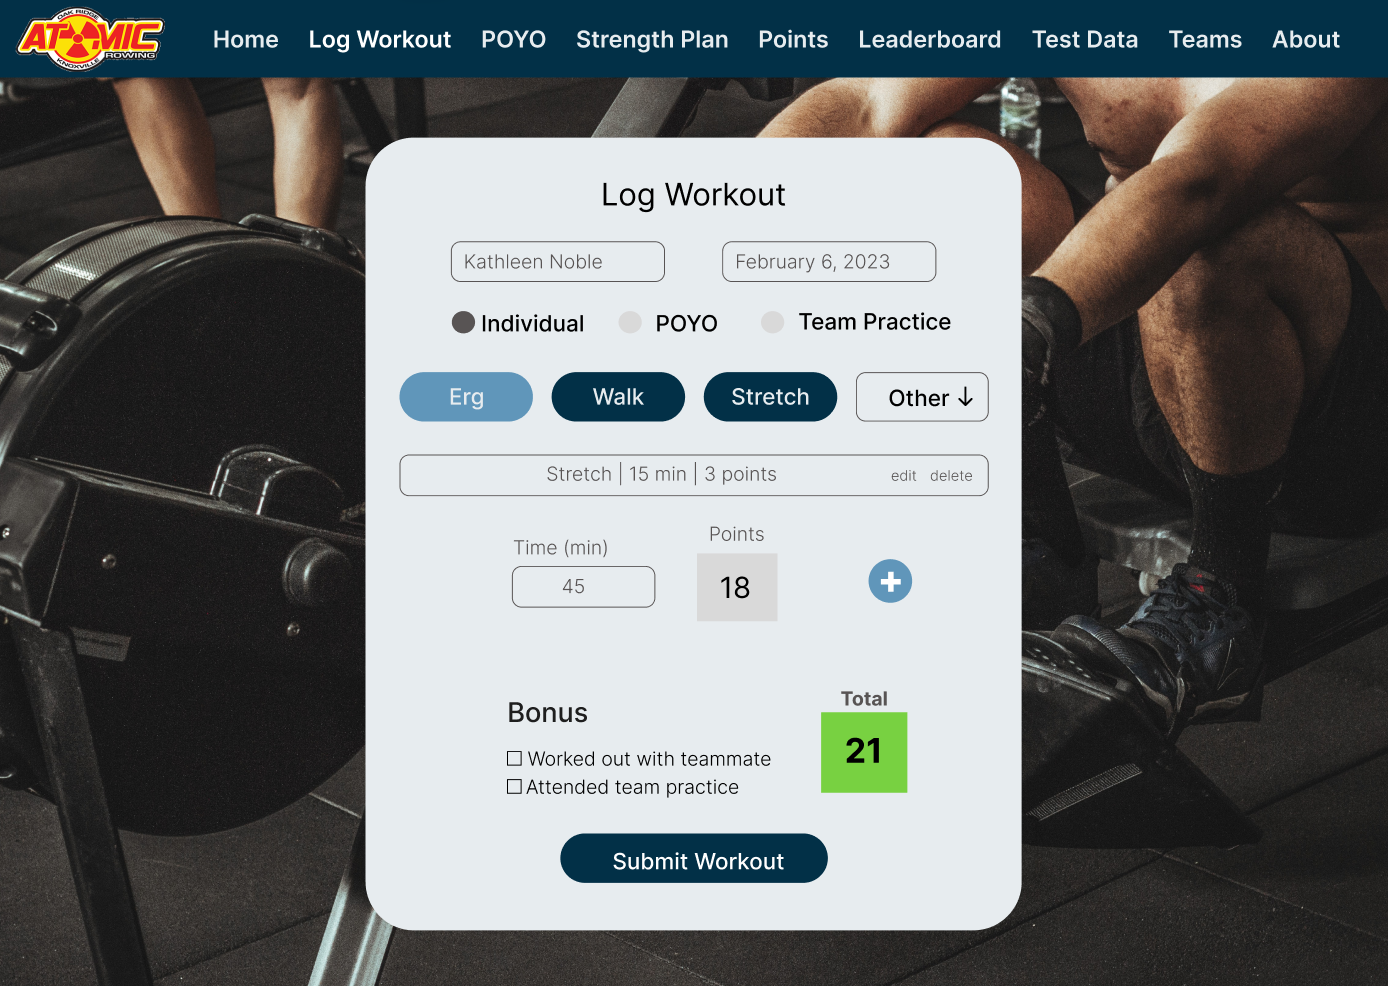 OAK RIDGE
ATOMIC
ROWING
KNOXVILLE
Home Log Workout POYO Strength Plan Points Leaderboard Test Data Teams About
Log Workout
Kathleen Noble February 6, 2023
Individual POYO Team Practice
Erg Walk Stretch Other ↓
Stretch | 15 min | 3 points edit delete
Time (min) Points
45 18
Bonus Total
21
Worked out with teammate
Attended team practice
Submit Workout